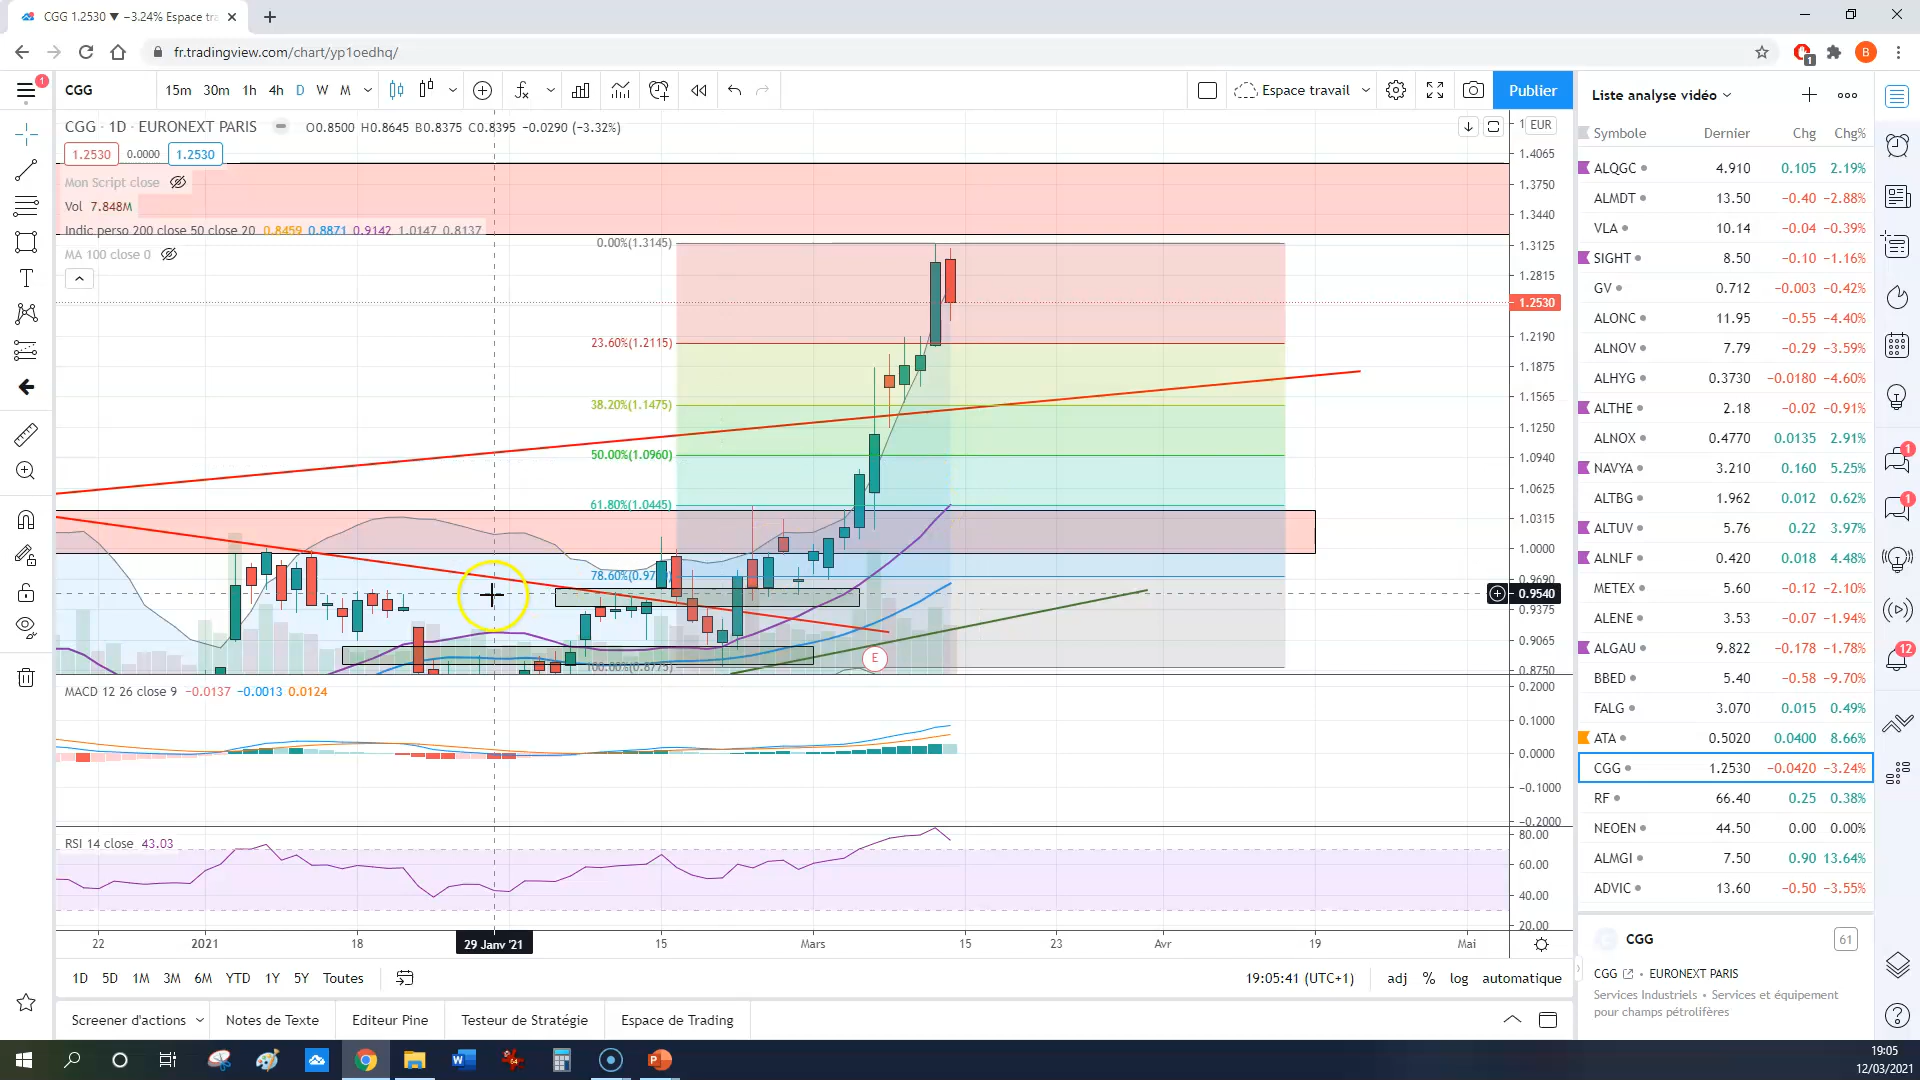 CGG 1.2530 ▼ −3.24% Espace tra
fr.tradingview.com/chart/yp1oedhq/
B
1
1
CGG 15m 30m 1h 4h D W M Espace travail Publier
CGG · 1D · EURONEXT PARIS O0.8500 H0.8645 B0.8375 C0.8395 −0.0290 (−3.32%)
1.2530 0.0000 1.2530
Mon Script close
Vol 7.848M
Indic perso 200 close 50 close 20 0.8459 0.8871 0.9142 1.0147 0.8137
MA 100 close 0
EUR
1.4065
1.3750
1.3440
1.3125
1.2815
1.2530
1.2190
1.1875
1.1565
1.1250
1.0940
1.0625
1.0315
1.0000
0.9690
0.9540
0.9375
0.9065
0.8750
0.00%(1.3145)
23.60%(1.2115)
38.20%(1.1475)
50.00%(1.0960)
61.80%(1.0445)
100.00%(0.8775)
E
MACD 12 26 close 9 −0.0137 −0.0013 0.0124
0.2000
0.1000
0.0000
−0.1000
−0.2000
RSI 14 close 43.03
80.00
60.00
40.00
20.00
22 2021 18 29 Janv '21 15 Mars 15 23 Avr 19 Mai
1D 5D 1M 3M 6M YTD 1Y 5Y Toutes 19:05:41 (UTC+1) adj % log automatique
Screener d'actions Notes de Texte Editeur Pine Testeur de Stratégie Espace de Trading
Liste analyse vidéo
Symbole Dernier Chg Chg%
ALQGC 4.910 0.105 2.19%
ALMDT 13.50 −0.40 −2.88%
VLA 10.14 −0.04 −0.39%
SIGHT 8.50 −0.10 −1.16%
GV 0.712 −0.003 −0.42%
ALONC 11.95 −0.55 −4.40%
ALNOV 7.79 −0.29 −3.59%
ALHYG 0.3730 −0.0180 −4.60%
ALTHE 2.18 −0.02 −0.91%
ALNOX 0.4770 0.0135 2.91%
NAVYA 3.210 0.160 5.25%
ALTBG 1.962 0.012 0.62%
ALTUV 5.76 0.22 3.97%
ALNLF 0.420 0.018 4.48%
METEX 5.60 −0.12 −2.10%
ALENE 3.53 −0.07 −1.94%
ALGAU 9.822 −0.178 −1.78%
BBED 5.40 −0.58 −9.70%
FALG 3.070 0.015 0.49%
ATA 0.5020 0.0400 8.66%
CGG 1.2530 −0.0420 −3.24%
RF 66.40 0.25 0.38%
NEOEN 44.50 0.00 0.00%
ALMGI 7.50 0.90 13.64%
ADVIC 13.60 −0.50 −3.55%
CGG 61
CGG • EURONEXT PARIS
Services Industriels • Services et équipement
pour champs pétrolifères
1
1
12
19:05
12/03/2021